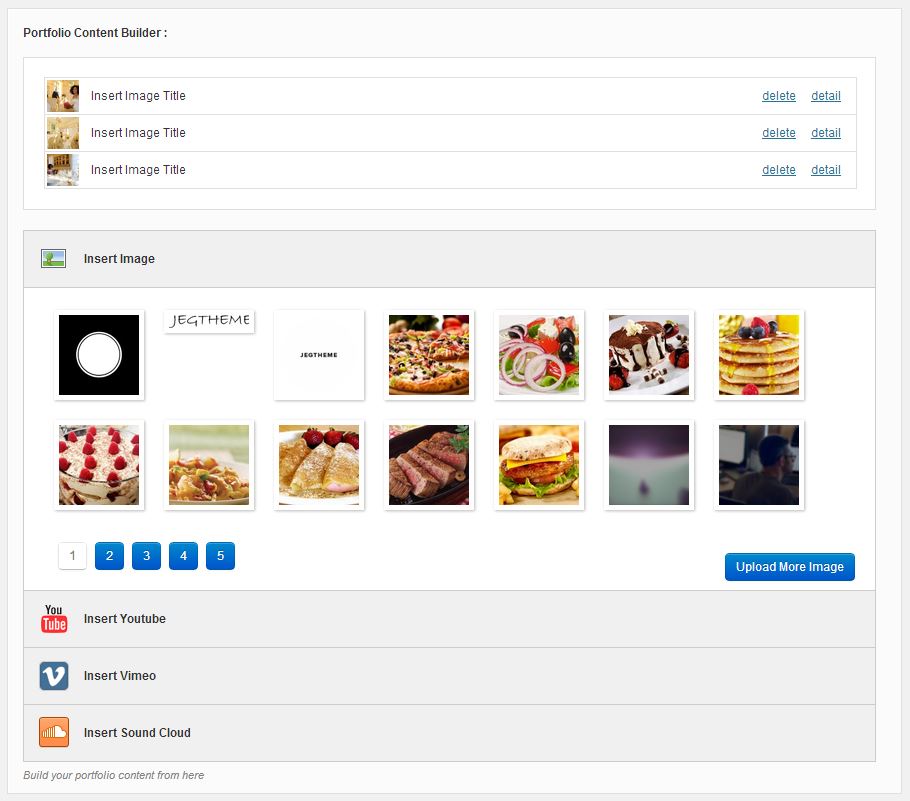 Portfolio Content Builder :
Insert Image Title delete detail
Insert Image Title delete detail
Insert Image Title delete detail
Insert Image
JEGTHEME
JEGTHEME
1 2 3 4 5
Upload More Image
You
Tube
Insert Youtube
Insert Vimeo
Insert Sound Cloud
Build your portfolio content from here